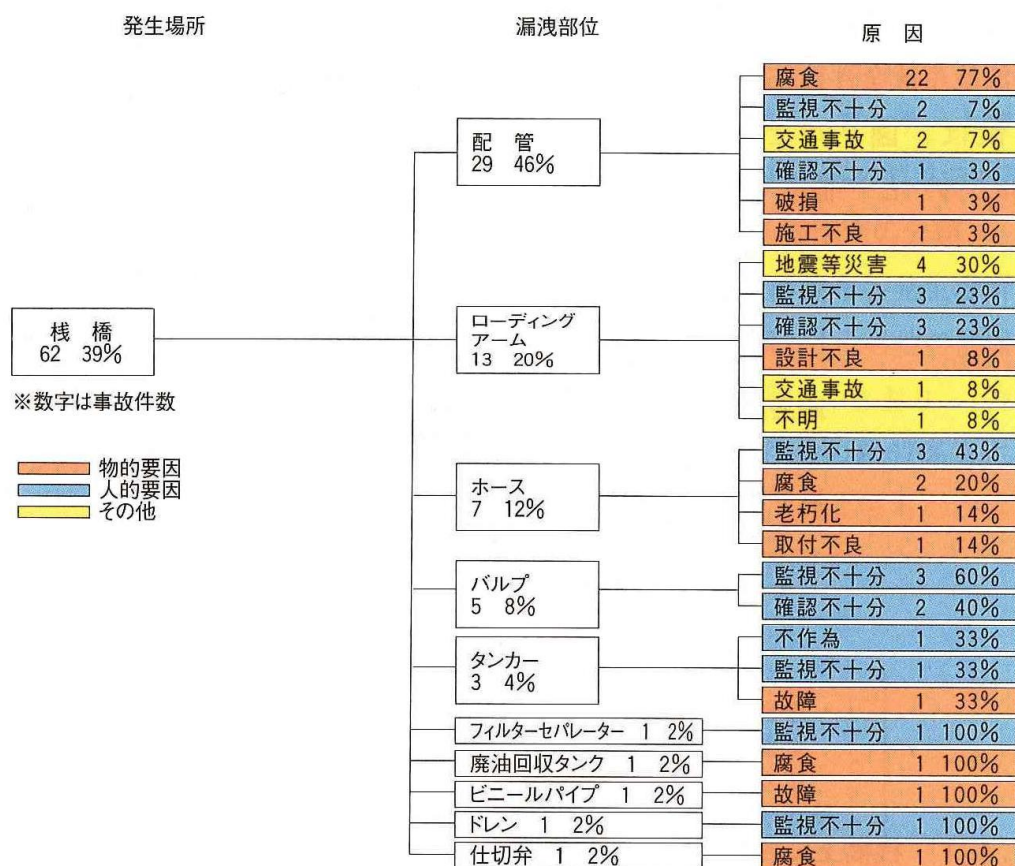 発生場所
漏洩部位
原 因
桟 橋
62 39%
※数字は事故件数
物的要因
人的要因
その他
配 管
29 46%
腐食 22 77%
監視不十分 2 7%
交通事故 2 7%
確認不十分 1 3%
破損 1 3%
施工不良 1 3%
ローディング
アーム
13 20%
地震等災害 4 30%
監視不十分 3 23%
確認不十分 3 23%
設計不良 1 8%
交通事故 1 8%
不明 1 8%
ホース
7 12%
監視不十分 3 43%
腐食 2 20%
老朽化 1 14%
取付不良 1 14%
バルブ
5 8%
監視不十分 3 60%
確認不十分 2 40%
タンカー
3 4%
不作為 1 33%
監視不十分 1 33%
故障 1 33%
フィルターセパレーター 1 2%
監視不十分 1 100%
廃油回収タンク 1 2%
腐食 1 100%
ビニールパイプ 1 2%
故障 1 100%
ドレン 1 2%
監視不十分 1 100%
仕切弁 1 2%
腐食 1 100%